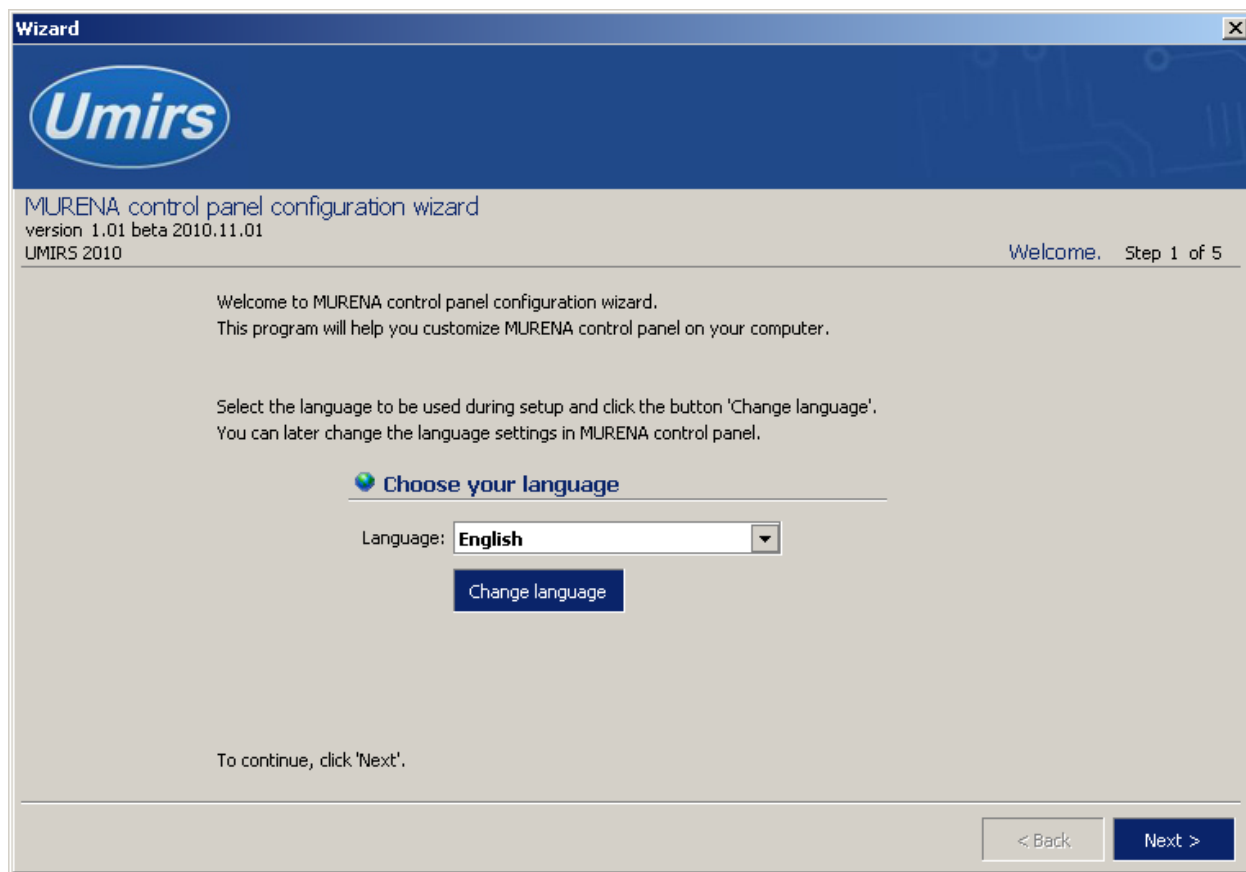 Wizard
Umirs
MURENA control panel configuration wizard
version 1.01 beta 2010.11.01
UMIRS 2010
Welcome. Step 1 of 5
Welcome to MURENA control panel configuration wizard.
This program will help you customize MURENA control panel on your computer.
Select the language to be used during setup and click the button 'Change language'.
You can later change the language settings in MURENA control panel.
Choose your language
Language: English
Change language
To continue, click 'Next'.
< Back Next >